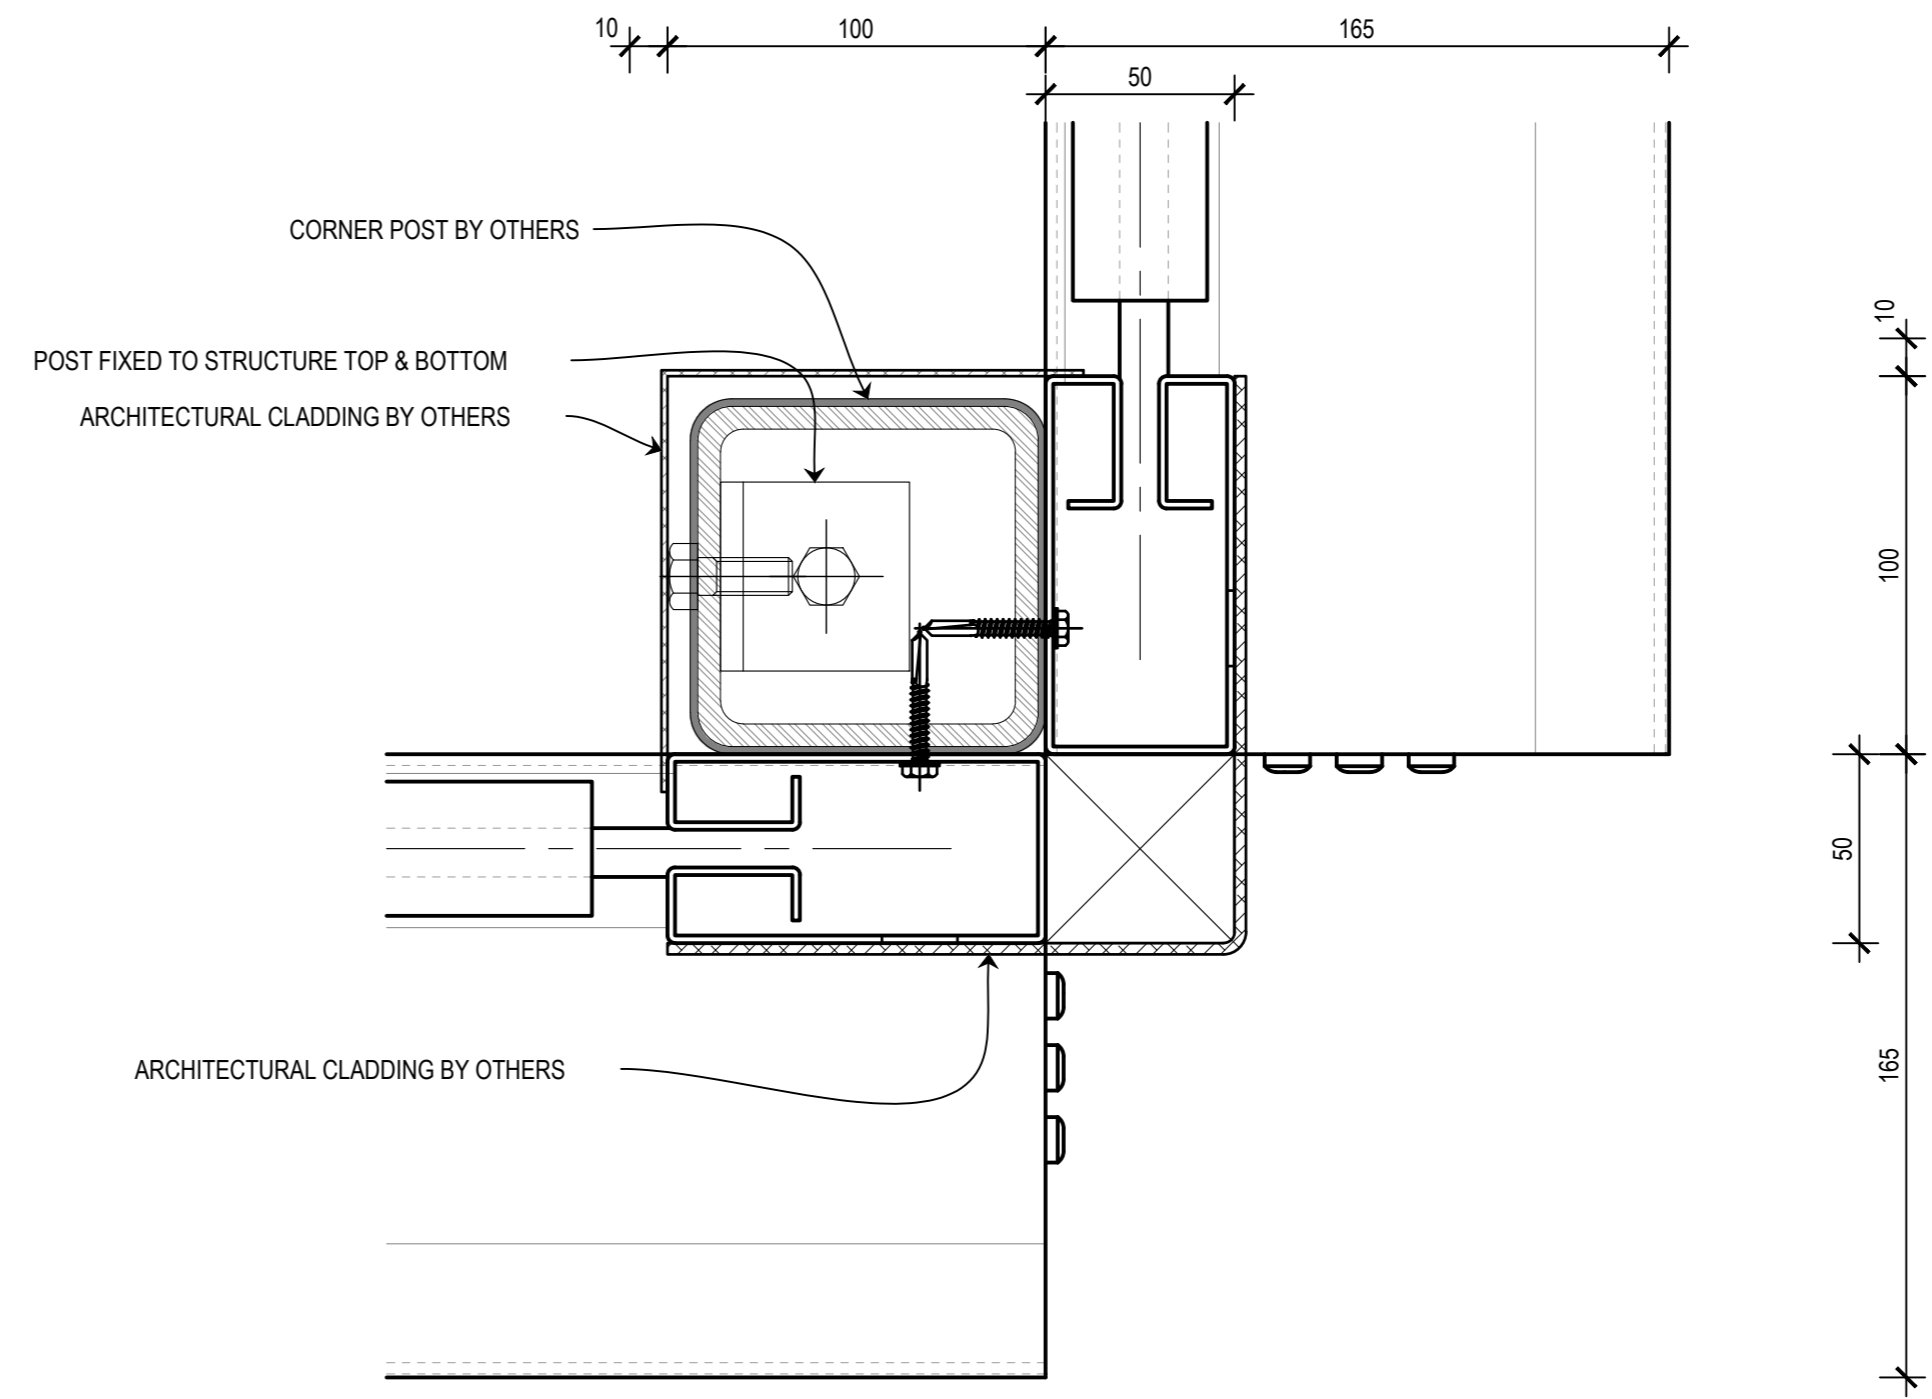 10
100
165
50
CORNER POST BY OTHERS
10
POST FIXED TO STRUCTURE TOP & BOTTOM
ARCHITECTURAL CLADDING BY OTHERS
100
50
165
ARCHITECTURAL CLADDING BY OTHERS